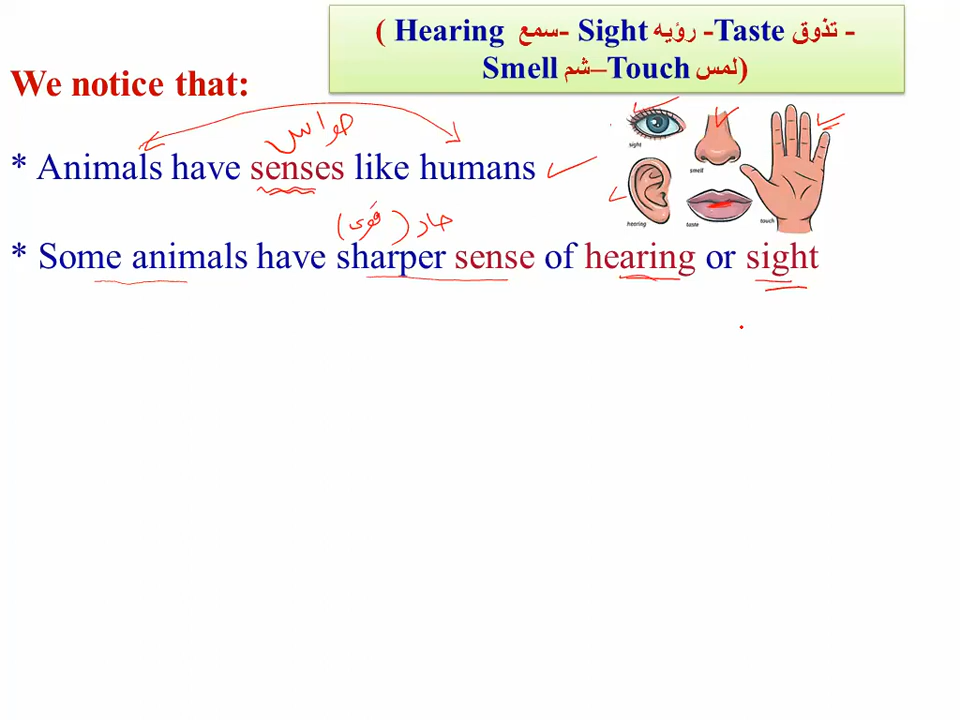 ( Hearing سمع- Sight رؤيه -Taste تذوق -
Smell شم–Touch لمس)
We notice that:
حواس
* Animals have senses like humans
sight
smell
hearing
taste
touch
حاد (قوى)
* Some animals have sharper sense of hearing or sight